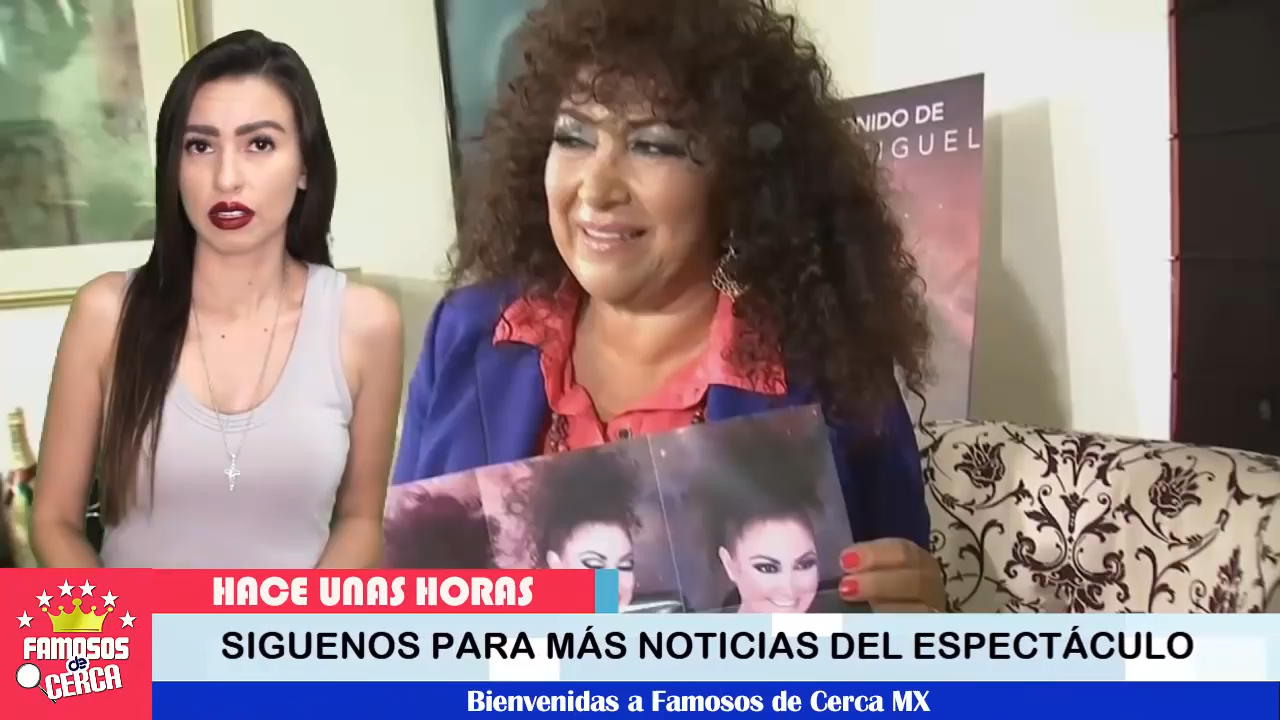 NIDO DE
IGUEL
HACE UNAS HORAS
SIGUENOS PARA MÁS NOTICIAS DEL ESPECTÁCULO
FAMOSOS
de
CERCA
Bienvenidas a Famosos de Cerca MX